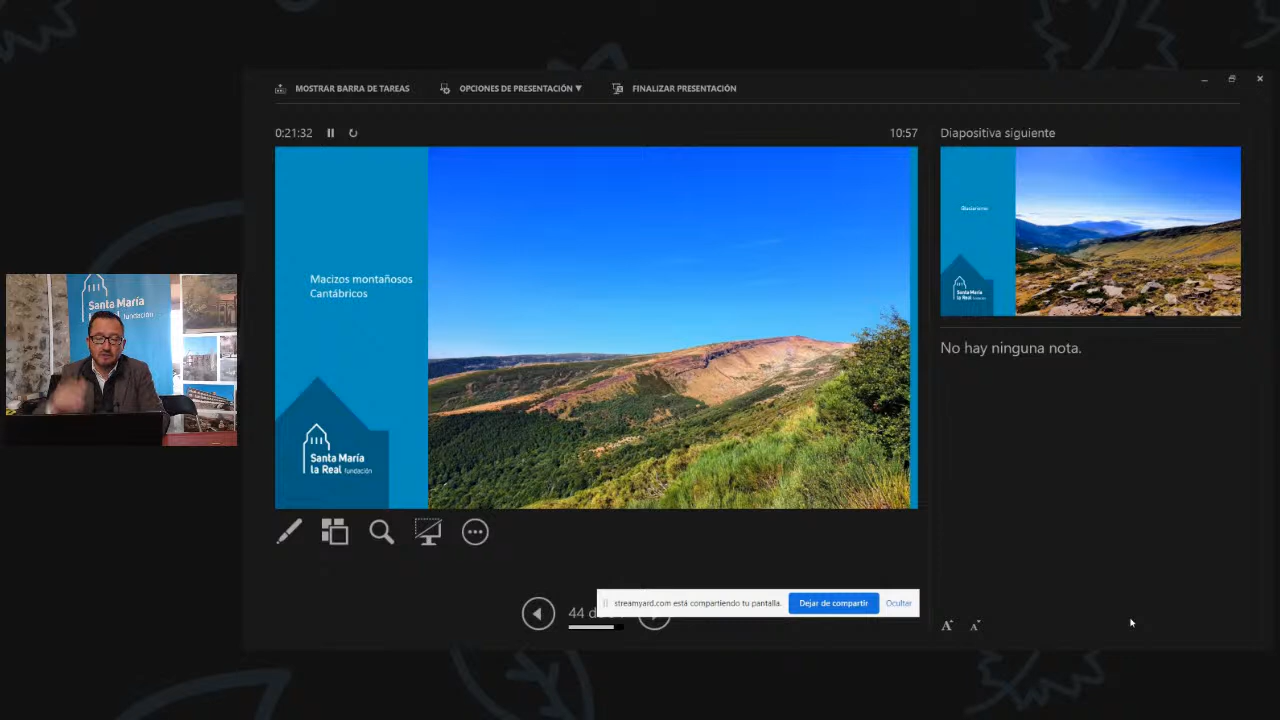 MOSTRAR BARRA DE TAREAS
OPCIONES DE PRESENTACIÓN ▼
FINALIZAR PRESENTACIÓN
0:21:32
10:57
Diapositiva siguiente
Macizos montañosos
Cantábricos
Santa María
la Real fundación
Glaciarismo
No hay ninguna nota.
Santa María
fundación
44 d
streamyard.com está compartiendo tu pantalla.
Dejar de compartir
Ocultar
A
A